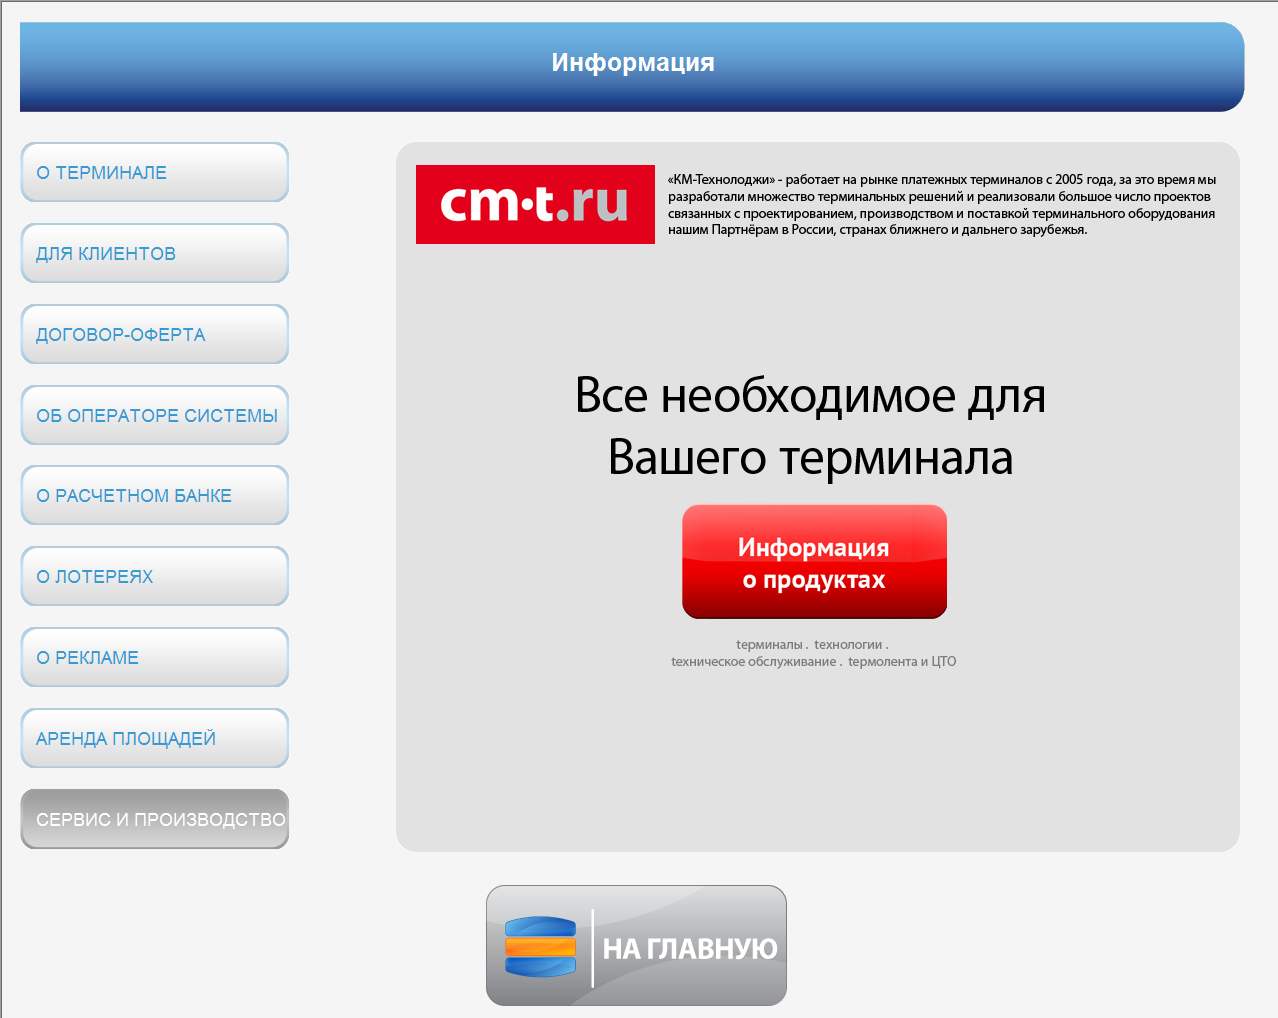 Информация
О ТЕРМИНАЛЕ
ДЛЯ КЛИЕНТОВ
ДОГОВОР-ОФЕРТА
ОБ ОПЕРАТОРЕ СИСТЕМЫ
О РАСЧЕТНОМ БАНКЕ
О ЛОТЕРЕЯХ
О РЕКЛАМЕ
АРЕНДА ПЛОЩАДЕЙ
СЕРВИС И ПРОИЗВОДСТВО
cm·t.ru
«КМ-Технолоджи» - работает на рынке платежных терминалов с 2005 года, за это время мы
разработали множество терминальных решений и реализовали большое число проектов
связанных с проектированием, производством и поставкой терминального оборудования
нашим Партнёрам в России, странах ближнего и дальнего зарубежья.
Все необходимое для
Вашего терминала
Информация
о продуктах
терминалы . технологии .
техническое обслуживание . термолента и ЦТО
НА ГЛАВНУЮ